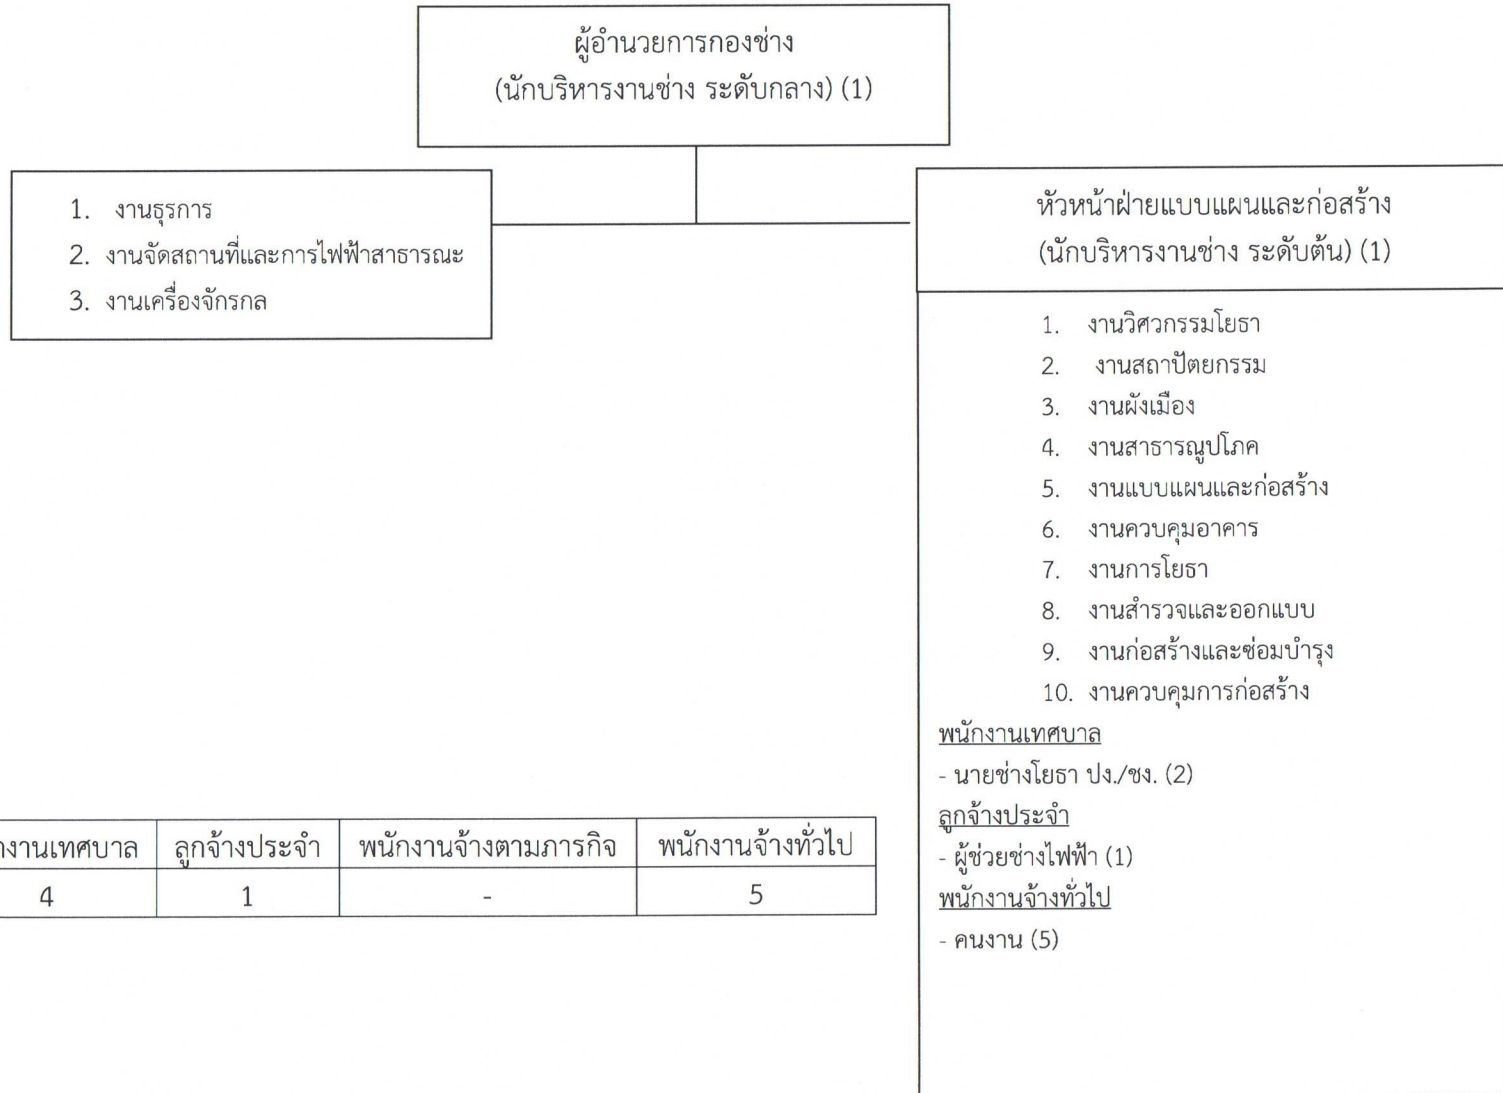 ผู้อำนวยการกองช่าง
(นักบริหารงานช่าง ระดับกลาง) (1)
1. งานธุรการ
2. งานจัดสถานที่และการไฟฟ้าสาธารณะ
3. งานเครื่องจักรกล
หัวหน้าฝ่ายแบบแผนและก่อสร้าง
(นักบริหารงานช่าง ระดับต้น) (1)
1. งานวิศวกรรมโยธา
2. งานสถาปัตยกรรม
3. งานผังเมือง
4. งานสาธารณูปโภค
5. งานแบบแผนและก่อสร้าง
6. งานควบคุมอาคาร
7. งานการโยธา
8. งานสำรวจและออกแบบ
9. งานก่อสร้างและซ่อมบำรุง
10. งานควบคุมการก่อสร้าง
พนักงานเทศบาล
- นายช่างโยธา ปง./ชง. (2)
ลูกจ้างประจำ
- ผู้ช่วยช่างไฟฟ้า (1)
พนักงานจ้างทั่วไป
- คนงาน (5)
งานเทศบาล ลูกจ้างประจำ พนักงานจ้างตามภารกิจ พนักงานจ้างทั่วไป
4 1 - 5